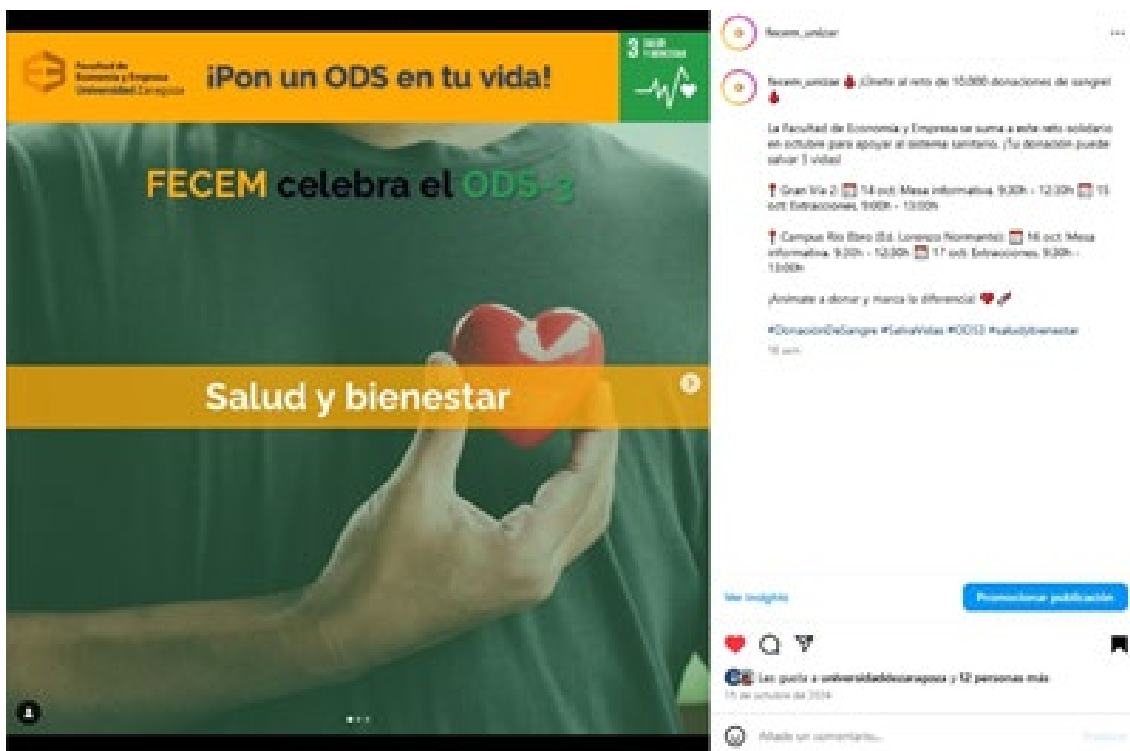 Facultad de
Economía y Empresa
Universidad Zaragoza
¡Pon un ODS en tu vida!
3 SALUD
Y BIENESTAR
FECEM celebra el ODS-3
Salud y bienestar
fecem_unizar
fecem_unizar ¡Únete al reto de 10.000 donaciones de sangre!
La Facultad de Economía y Empresa se suma a este reto solidario
en octubre para apoyar al sistema sanitario. ¡Tu donación puede
salvar 3 vidas!
Gran Vía 2: 14 oct: Mesa informativa, 9:30h - 12:30h 15
oct: Extracciones, 9:00h - 13:00h
Campus Río Ebro (Ed. Lorenzo Normante): 16 oct: Mesa
informativa, 9:30h - 12:30h 17 oct: Extracciones, 9:30h -
13:00h
¡Anímate a donar y marca la diferencia!
#DonaciónDeSangre #SalvaVidas #ODS3 #saludybienestar
Ver insights
Promocionar publicación
Les gusta a universidaddezaragoza y 12 personas más
15 de octubre de 2024
Añade un comentario...